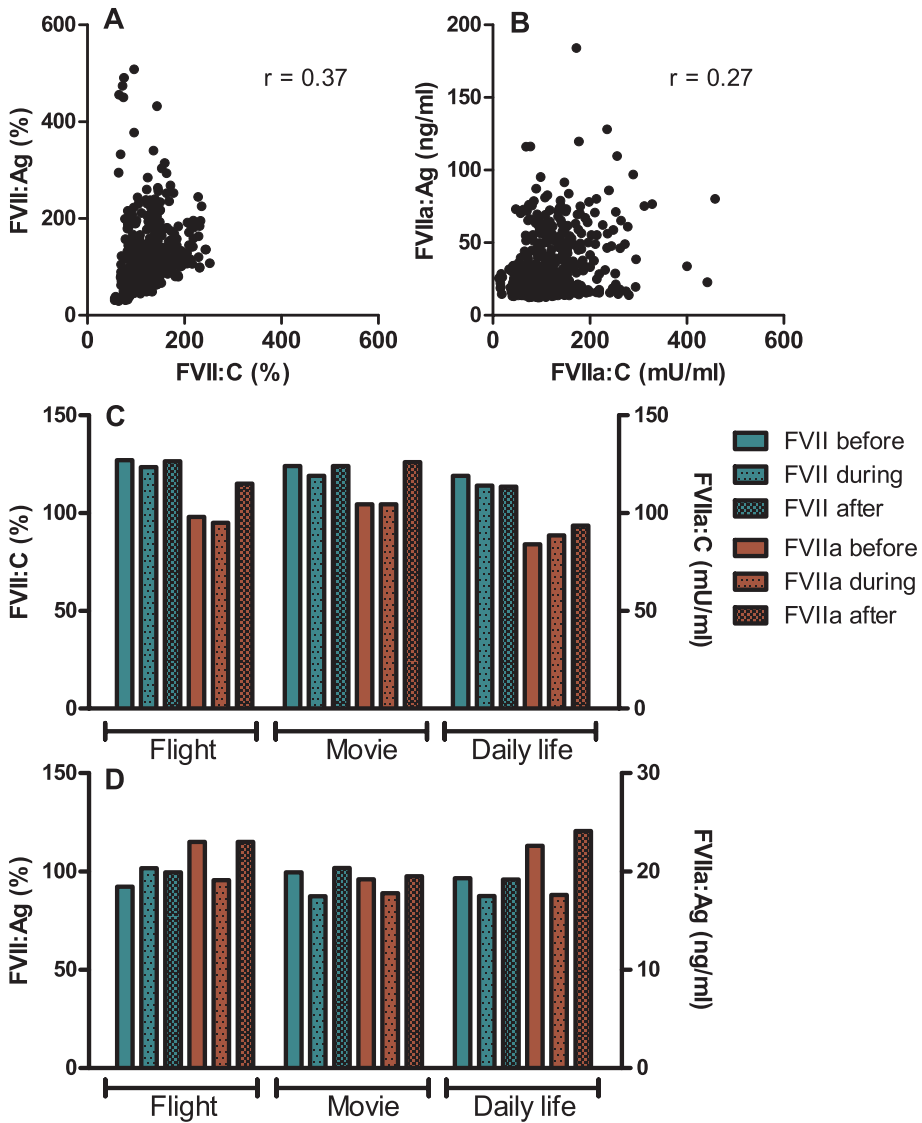 A
B
600
400
200
0
FVII:Ag (%)
r = 0.37
0
200
400
600
FVII:C (%)
200
150
100
50
0
FVIIa:Ag (ng/ml)
r = 0.27
0
200
400
600
FVIIa:C (mU/ml)
C
150
100
50
0
FVII:C (%)
150
100
50
0
FVIIa:C (mU/ml)
Flight
Movie
Daily life
FVII before
FVII during
FVII after
FVIIa before
FVIIa during
FVIIa after
D
150
100
50
0
FVII:Ag (%)
30
20
10
0
FVIIa:Ag (ng/ml)
Flight
Movie
Daily life